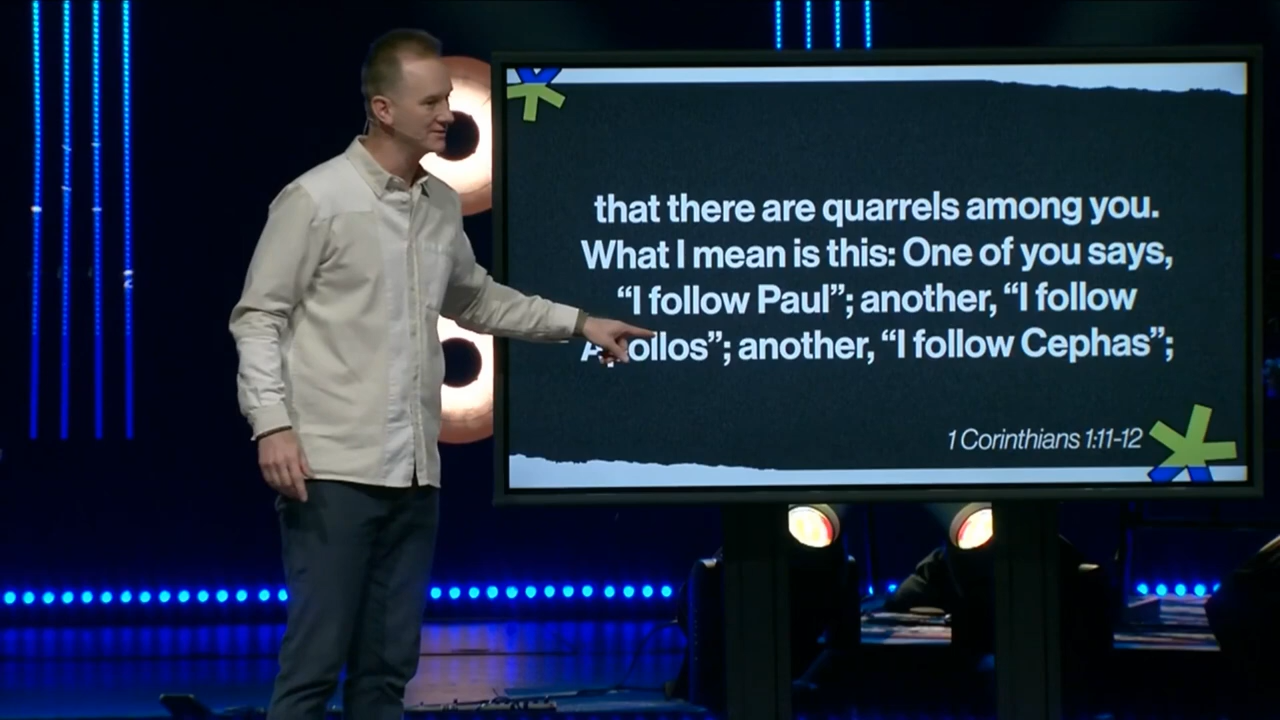 that there are quarrels among you.
What I mean is this: One of you says,
“I follow Paul”; another, “I follow
Apollos”; another, “I follow Cephas”;
1 Corinthians 1:11-12